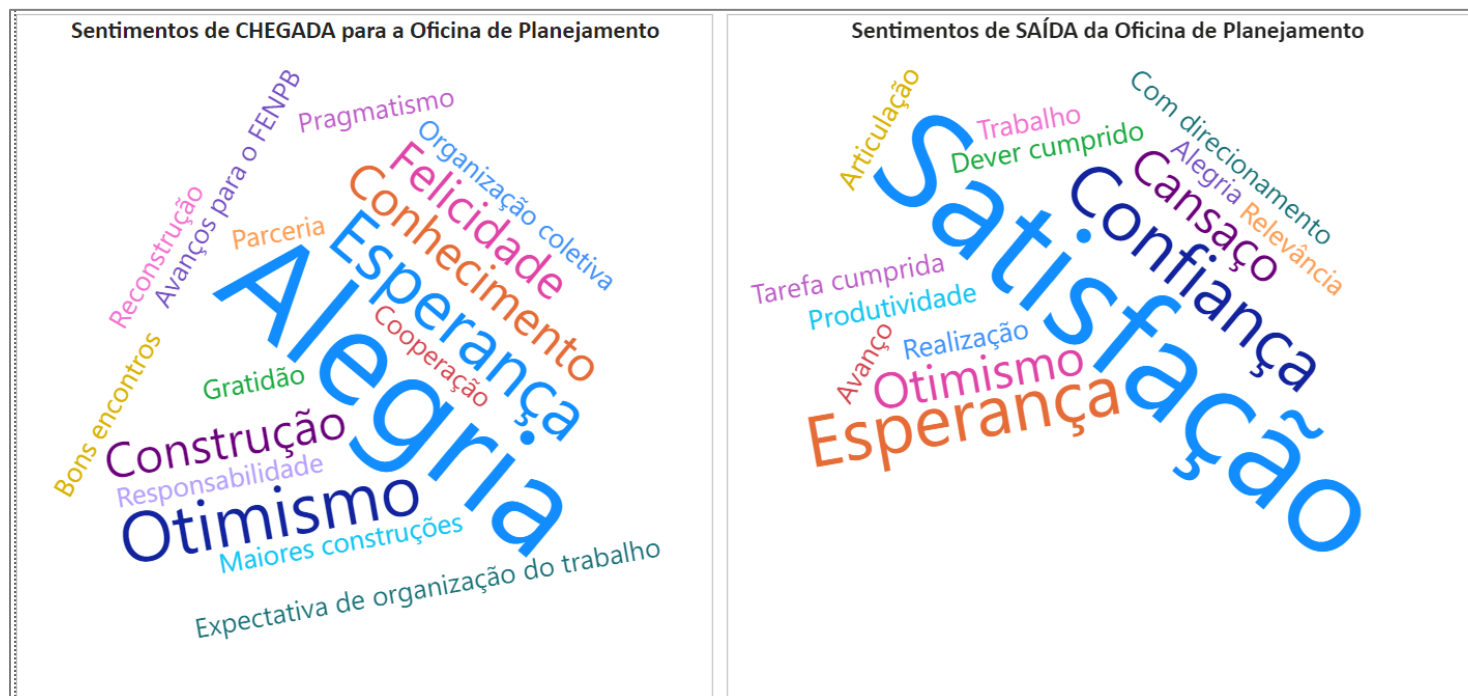 Sentimentos de CHEGADA para a Oficina de Planejamento
Avanços para o FENPB
Pragmatismo
Organização coletiva
Felicidade
Conhecimento
Reconstrução
Parceria
Esperança
Alegria
Cooperação
Bons encontros
Gratidão
Construção
Responsabilidade
Otimismo
Maiores construções
Expectativa de organização do trabalho
Sentimentos de SAÍDA da Oficina de Planejamento
Articulação
Com direcionamento
Trabalho
Dever cumprido
Satisfação
Alegria
Cansaço
Confiança
Relevância
Tarefa cumprida
Produtividade
Avanço
Realização
Otimismo
Esperança